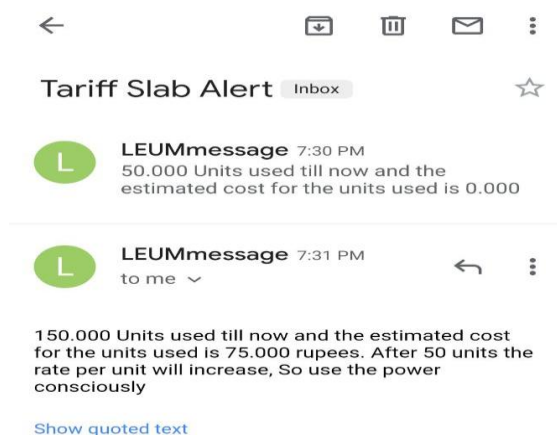 Tariff Slab Alert Inbox
L
LEUMmessage 7:30 PM
50.000 Units used till now and the
estimated cost for the units used is 0.000
L
LEUMmessage 7:31 PM
to me
150.000 Units used till now and the estimated cost
for the units used is 75.000 rupees. After 50 units the
rate per unit will increase, So use the power
consciously
Show quoted text